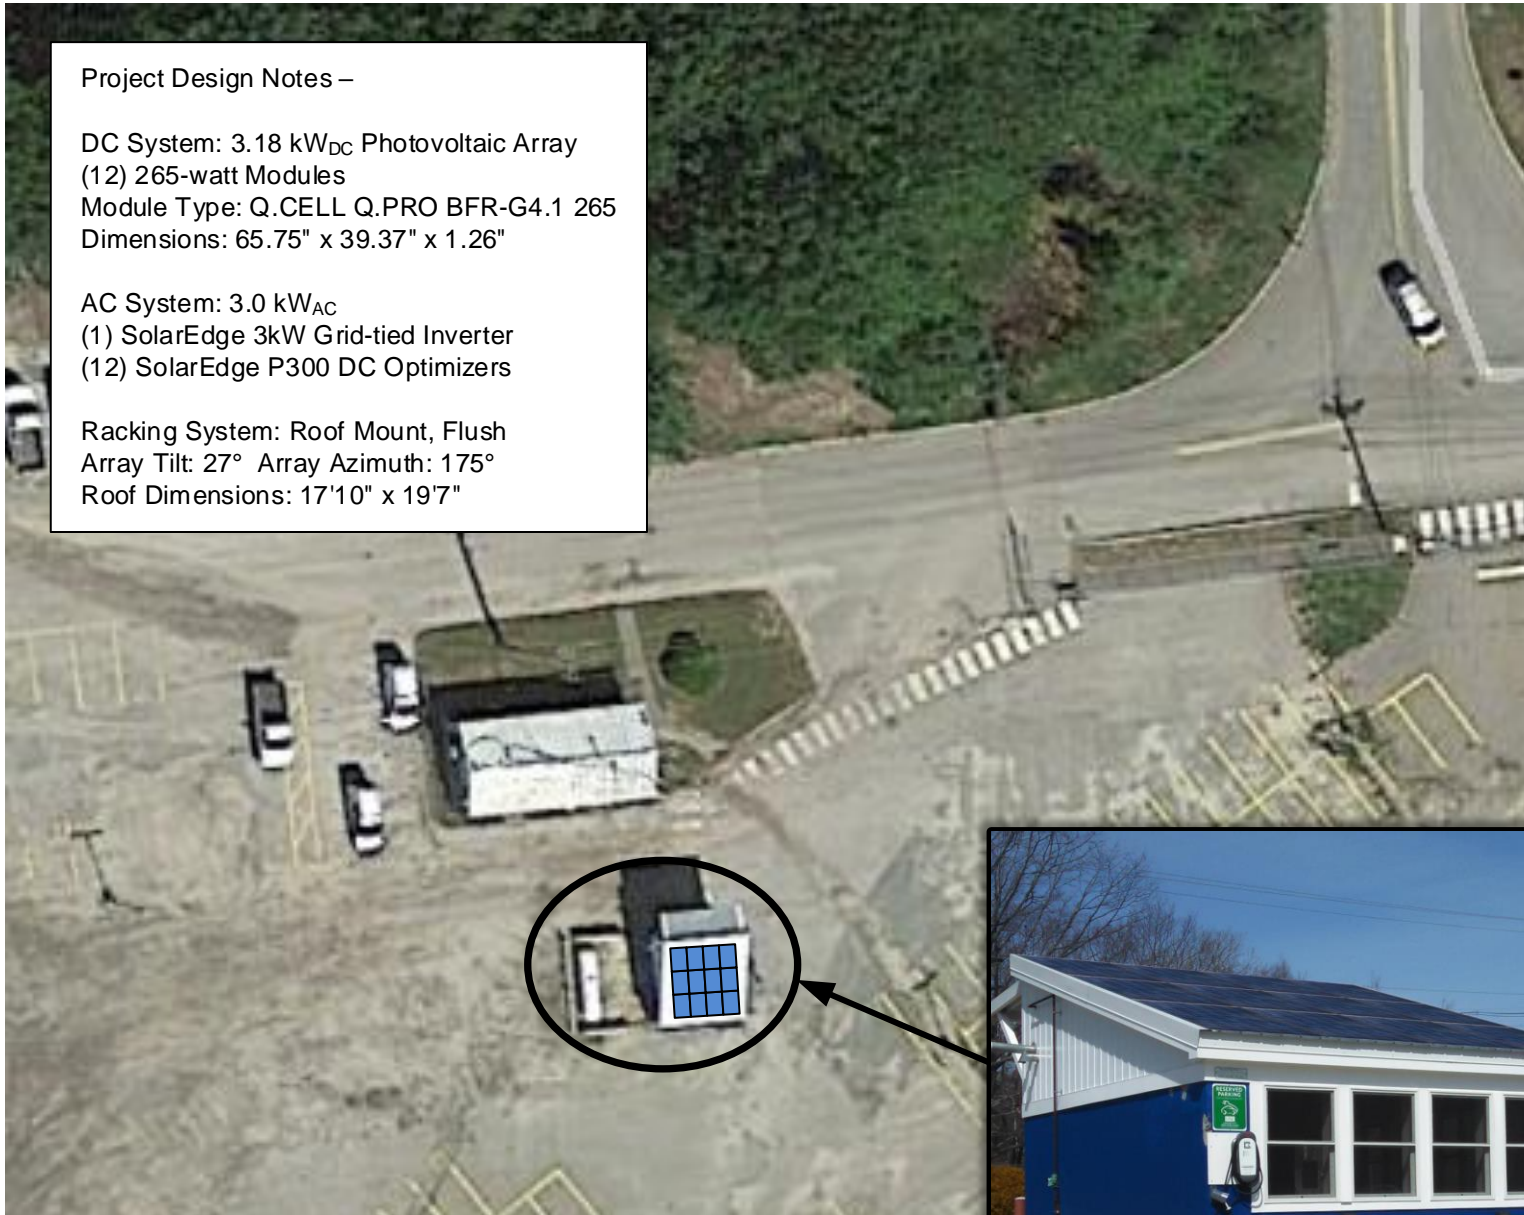 Project Design Notes –
DC System: 3.18 kWDC Photovoltaic Array
(12) 265-watt Modules
Module Type: Q.CELL Q.PRO BFR-G4.1 265
Dimensions: 65.75" x 39.37" x 1.26"
AC System: 3.0 kWAC
(1) SolarEdge 3kW Grid-tied Inverter
(12) SolarEdge P300 DC Optimizers
Racking System: Roof Mount, Flush
Array Tilt: 27° Array Azimuth: 175°
Roof Dimensions: 17'10" x 19'7"
RESERVED
PARKING